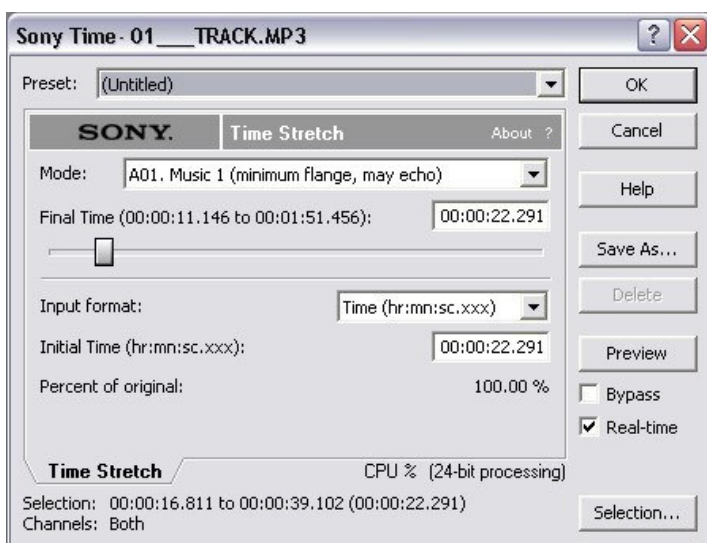 Sony Time- 01___TRACK.MP3
Preset: (Untitled)
OK
SONY. Time Stretch About ?
Cancel
Mode: A01. Music 1 (minimum flange, may echo)
Help
Final Time (00:00:11.146 to 00:01:51.456): 00:00:22.291
Save As...
Input format: Time (hr:mn:sc.xxx)
Delete
Initial Time (hr:mn:sc.xxx): 00:00:22.291
Preview
Percent of original: 100.00 %
Bypass
Real-time
Time Stretch CPU % (24-bit processing)
Selection: 00:00:16.811 to 00:00:39.102 (00:00:22.291)
Channels: Both
Selection...